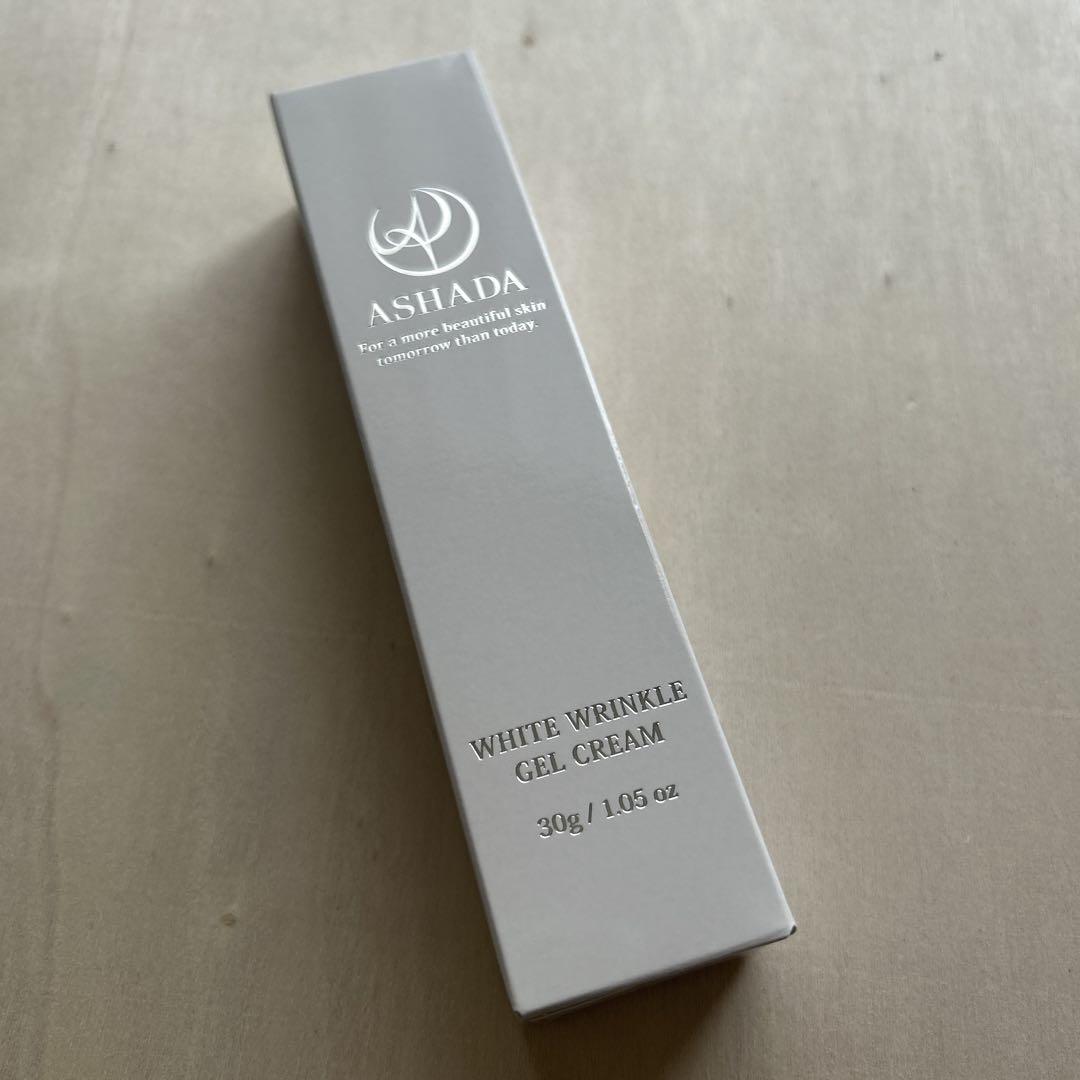 ASHADA
For a more beautiful skin
tomorrow than today.
WHITE WRINKLE
GEL CREAM
30g / 1.05 oz